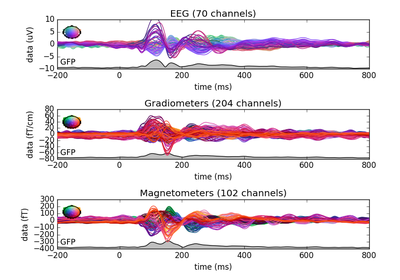 EEG (70 channels)
10
5
0
−5
−10
data (uV)
GFP
−200 0 200 400 600 800
time (ms)
Gradiometers (204 channels)
80
60
40
20
0
−20
−40
−60
−80
data (fT/cm)
GFP
−200 0 200 400 600 800
time (ms)
Magnetometers (102 channels)
300
200
100
0
−100
−200
−300
−400
data (fT)
GFP
−200 0 200 400 600 800
time (ms)